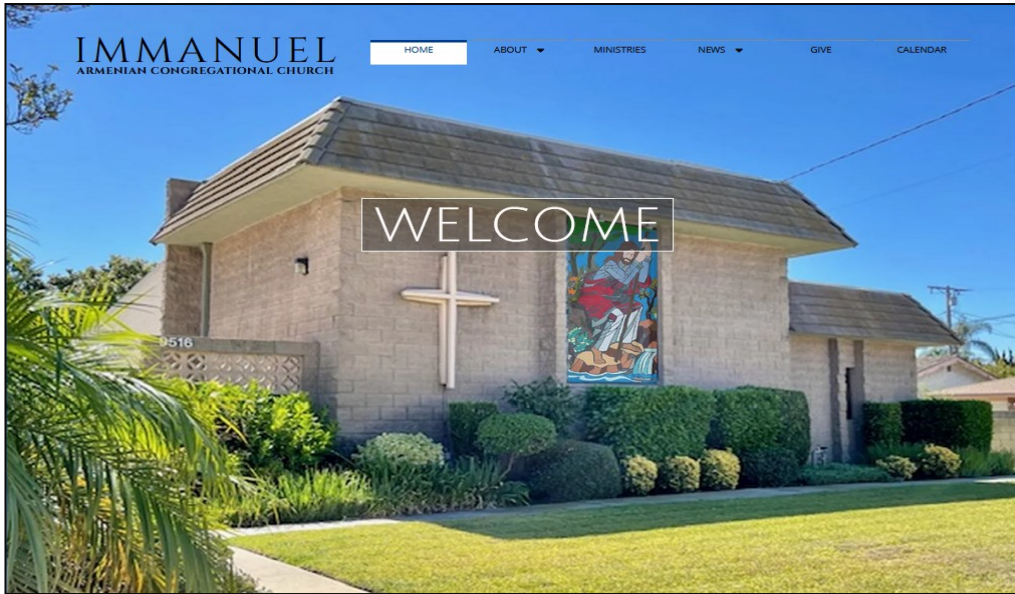 IMMANUEL
ARMENIAN CONGREGATIONAL CHURCH
HOME ABOUT MINISTRIES NEWS GIVE CALENDAR
WELCOME
9516